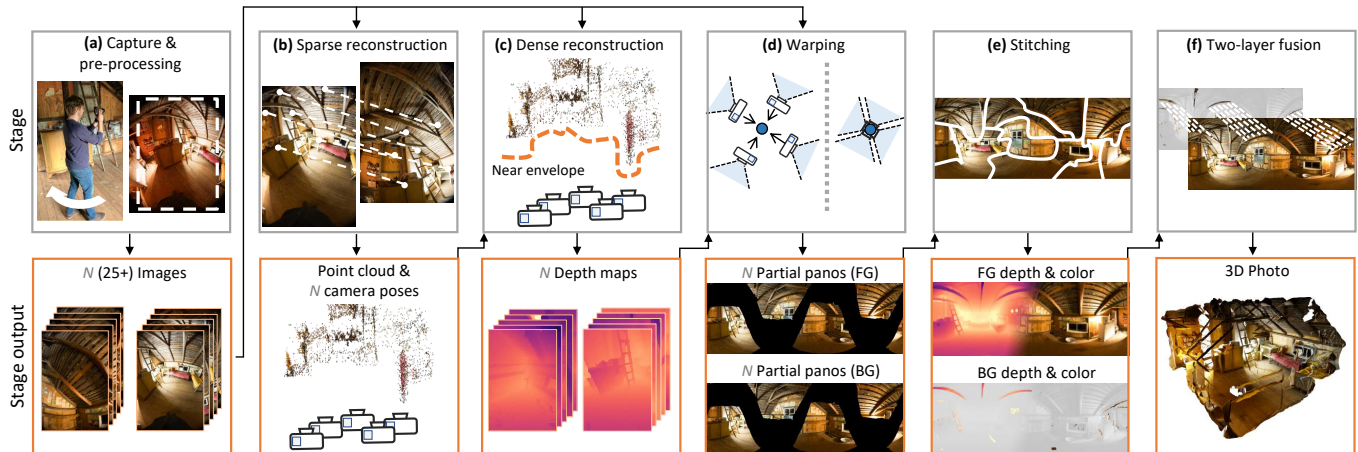 Stage
(a) Capture &
pre-processing
(b) Sparse reconstruction
(c) Dense reconstruction
Near envelope
(d) Warping
(e) Stitching
(f) Two-layer fusion
Stage output
N (25+) Images
Point cloud &
N camera poses
N Depth maps
N Partial panos (FG)
N Partial panos (BG)
FG depth & color
BG depth & color
3D Photo